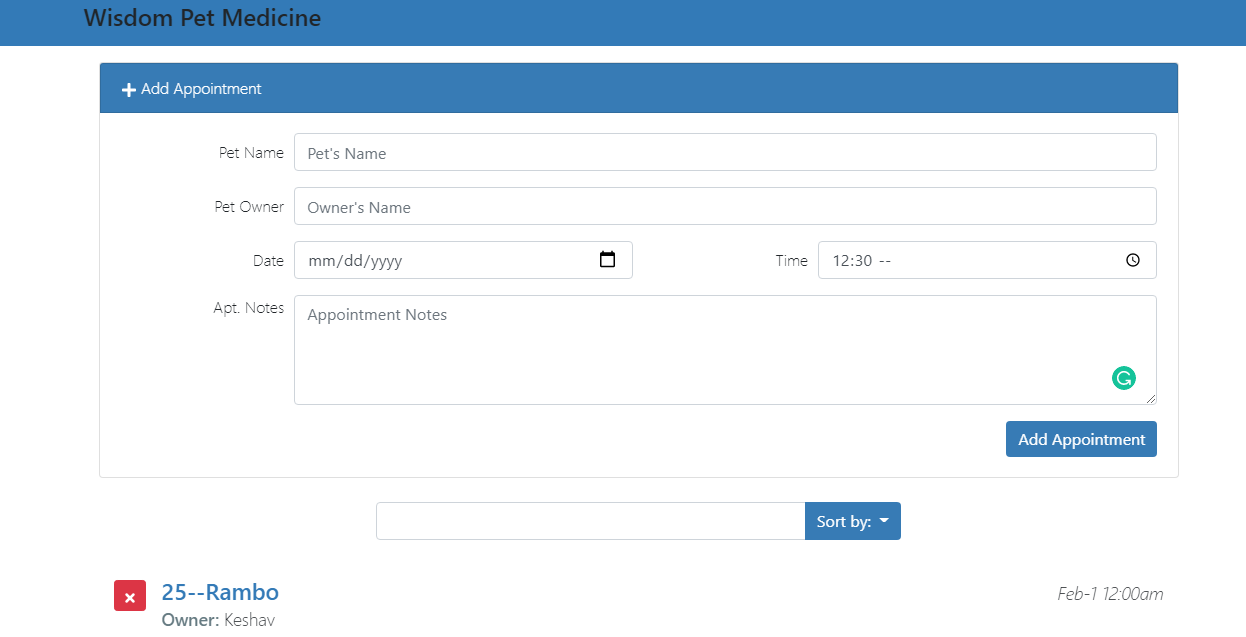 Wisdom Pet Medicine
Add Appointment
Pet Name Pet's Name
Pet Owner Owner's Name
Date mm/dd/yyyy Time 12:30 --
Apt. Notes Appointment Notes
Add Appointment
Sort by:
25--Rambo Feb-1 12:00am
Owner: Keshav